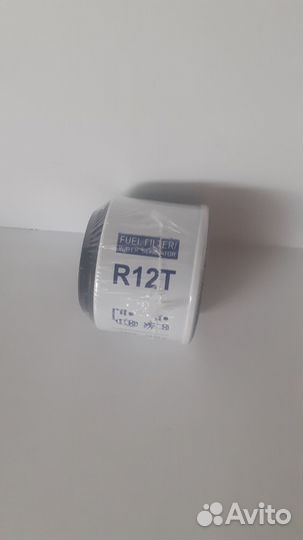 FUEL FILTER/
WATER SEPARATOR
R12T
Avito